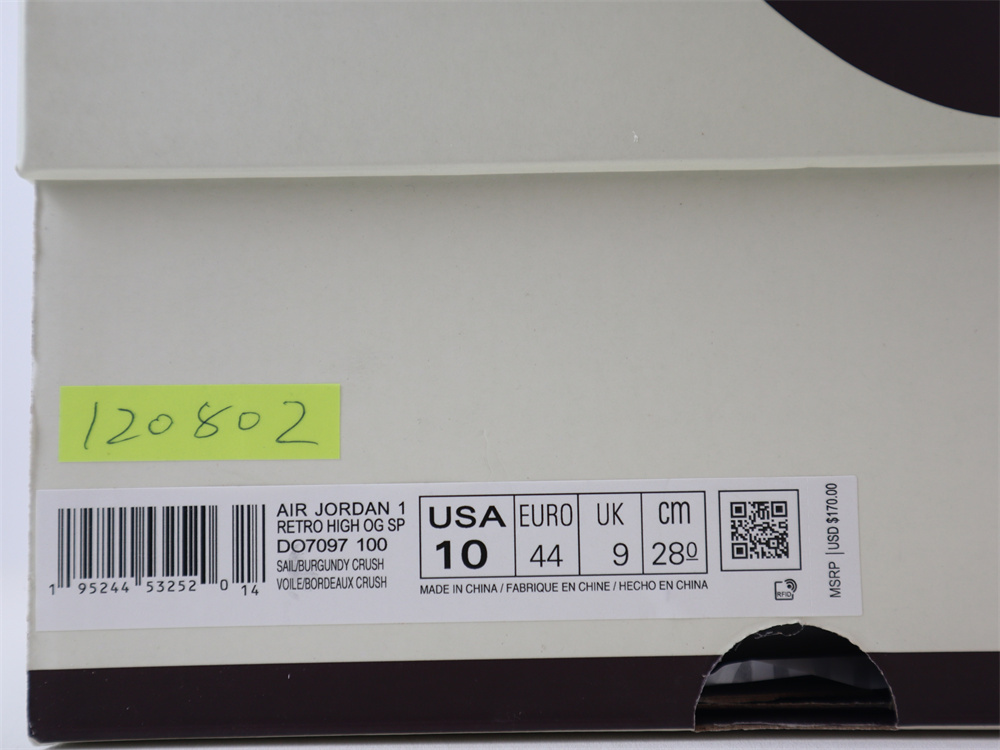 120802
AIR JORDAN 1
RETRO HIGH OG SP
DO7097 100
SAIL/BURGUNDY CRUSH
VOILE/BORDEAUX CRUSH
1 95244 53252 0 14
USA EURO UK cm
10 44 9 28º
MADE IN CHINA / FABRIQUE EN CHINE / HECHO EN CHINA
RFID
MSRP | USD $170.00